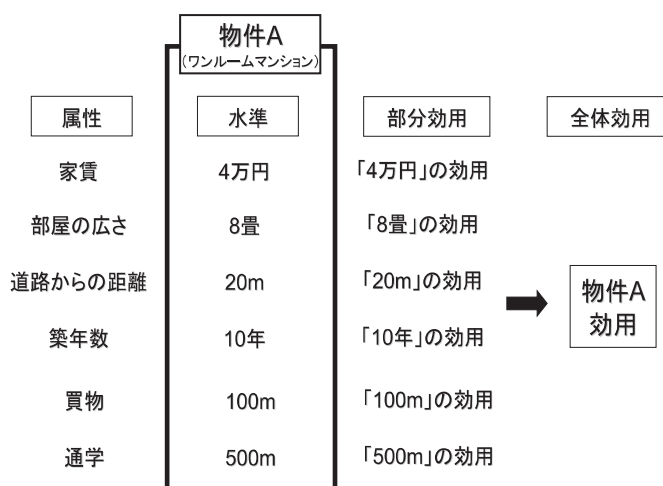 物件A
(ワンルームマンション)
属性 水準 部分効用 全体効用
家賃 4万円 「4万円」の効用
部屋の広さ 8畳 「8畳」の効用
道路からの距離 20m 「20m」の効用
物件A
効用
築年数 10年 「10年」の効用
買物 100m 「100m」の効用
通学 500m 「500m」の効用